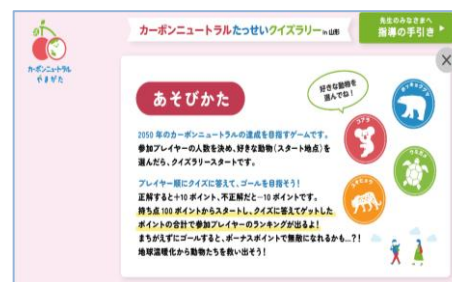 カーボンニュートラル
やまがた
カーボンニュートラルたっせいクイズラリー in 山形
先生のみなさまへ
指導の手引き
あそびかた
好きな動物を
選んでね！
2050年のカーボンニュートラルの達成を目指すゲームです。
参加プレイヤーの人数を決め、好きな動物（スタート地点）を
選んだら、クイズラリースタートです。
プレイヤー順にクイズに答えて、ゴールを目指そう！
正解すると＋10ポイント、不正解だと－10ポイントです。
持ち点100ポイントからスタートし、クイズに答えてゲットした
ポイントの合計で参加プレイヤーのランキングが出るよ！
まちがえずにゴールすると、ボーナスポイントで無敵になれるかも…？！
地球温暖化から動物たちを救い出そう！
コアラ
ホッキョクグマ
ウミガメ